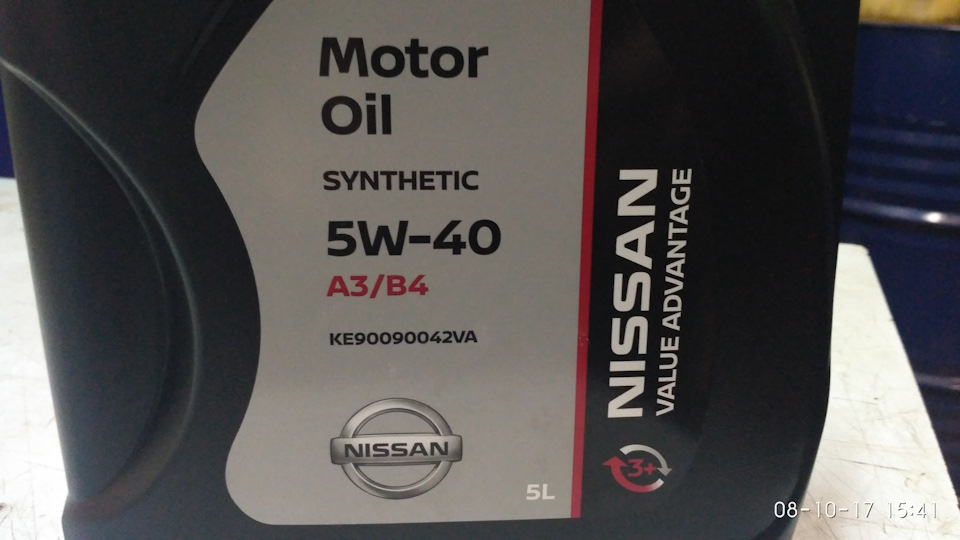 Motor
Oil
SYNTHETIC
5W-40
A3/B4
KE90090042VA
NISSAN
5L
NISSAN
VALUE ADVANTAGE
3+
08-10-17 15:41